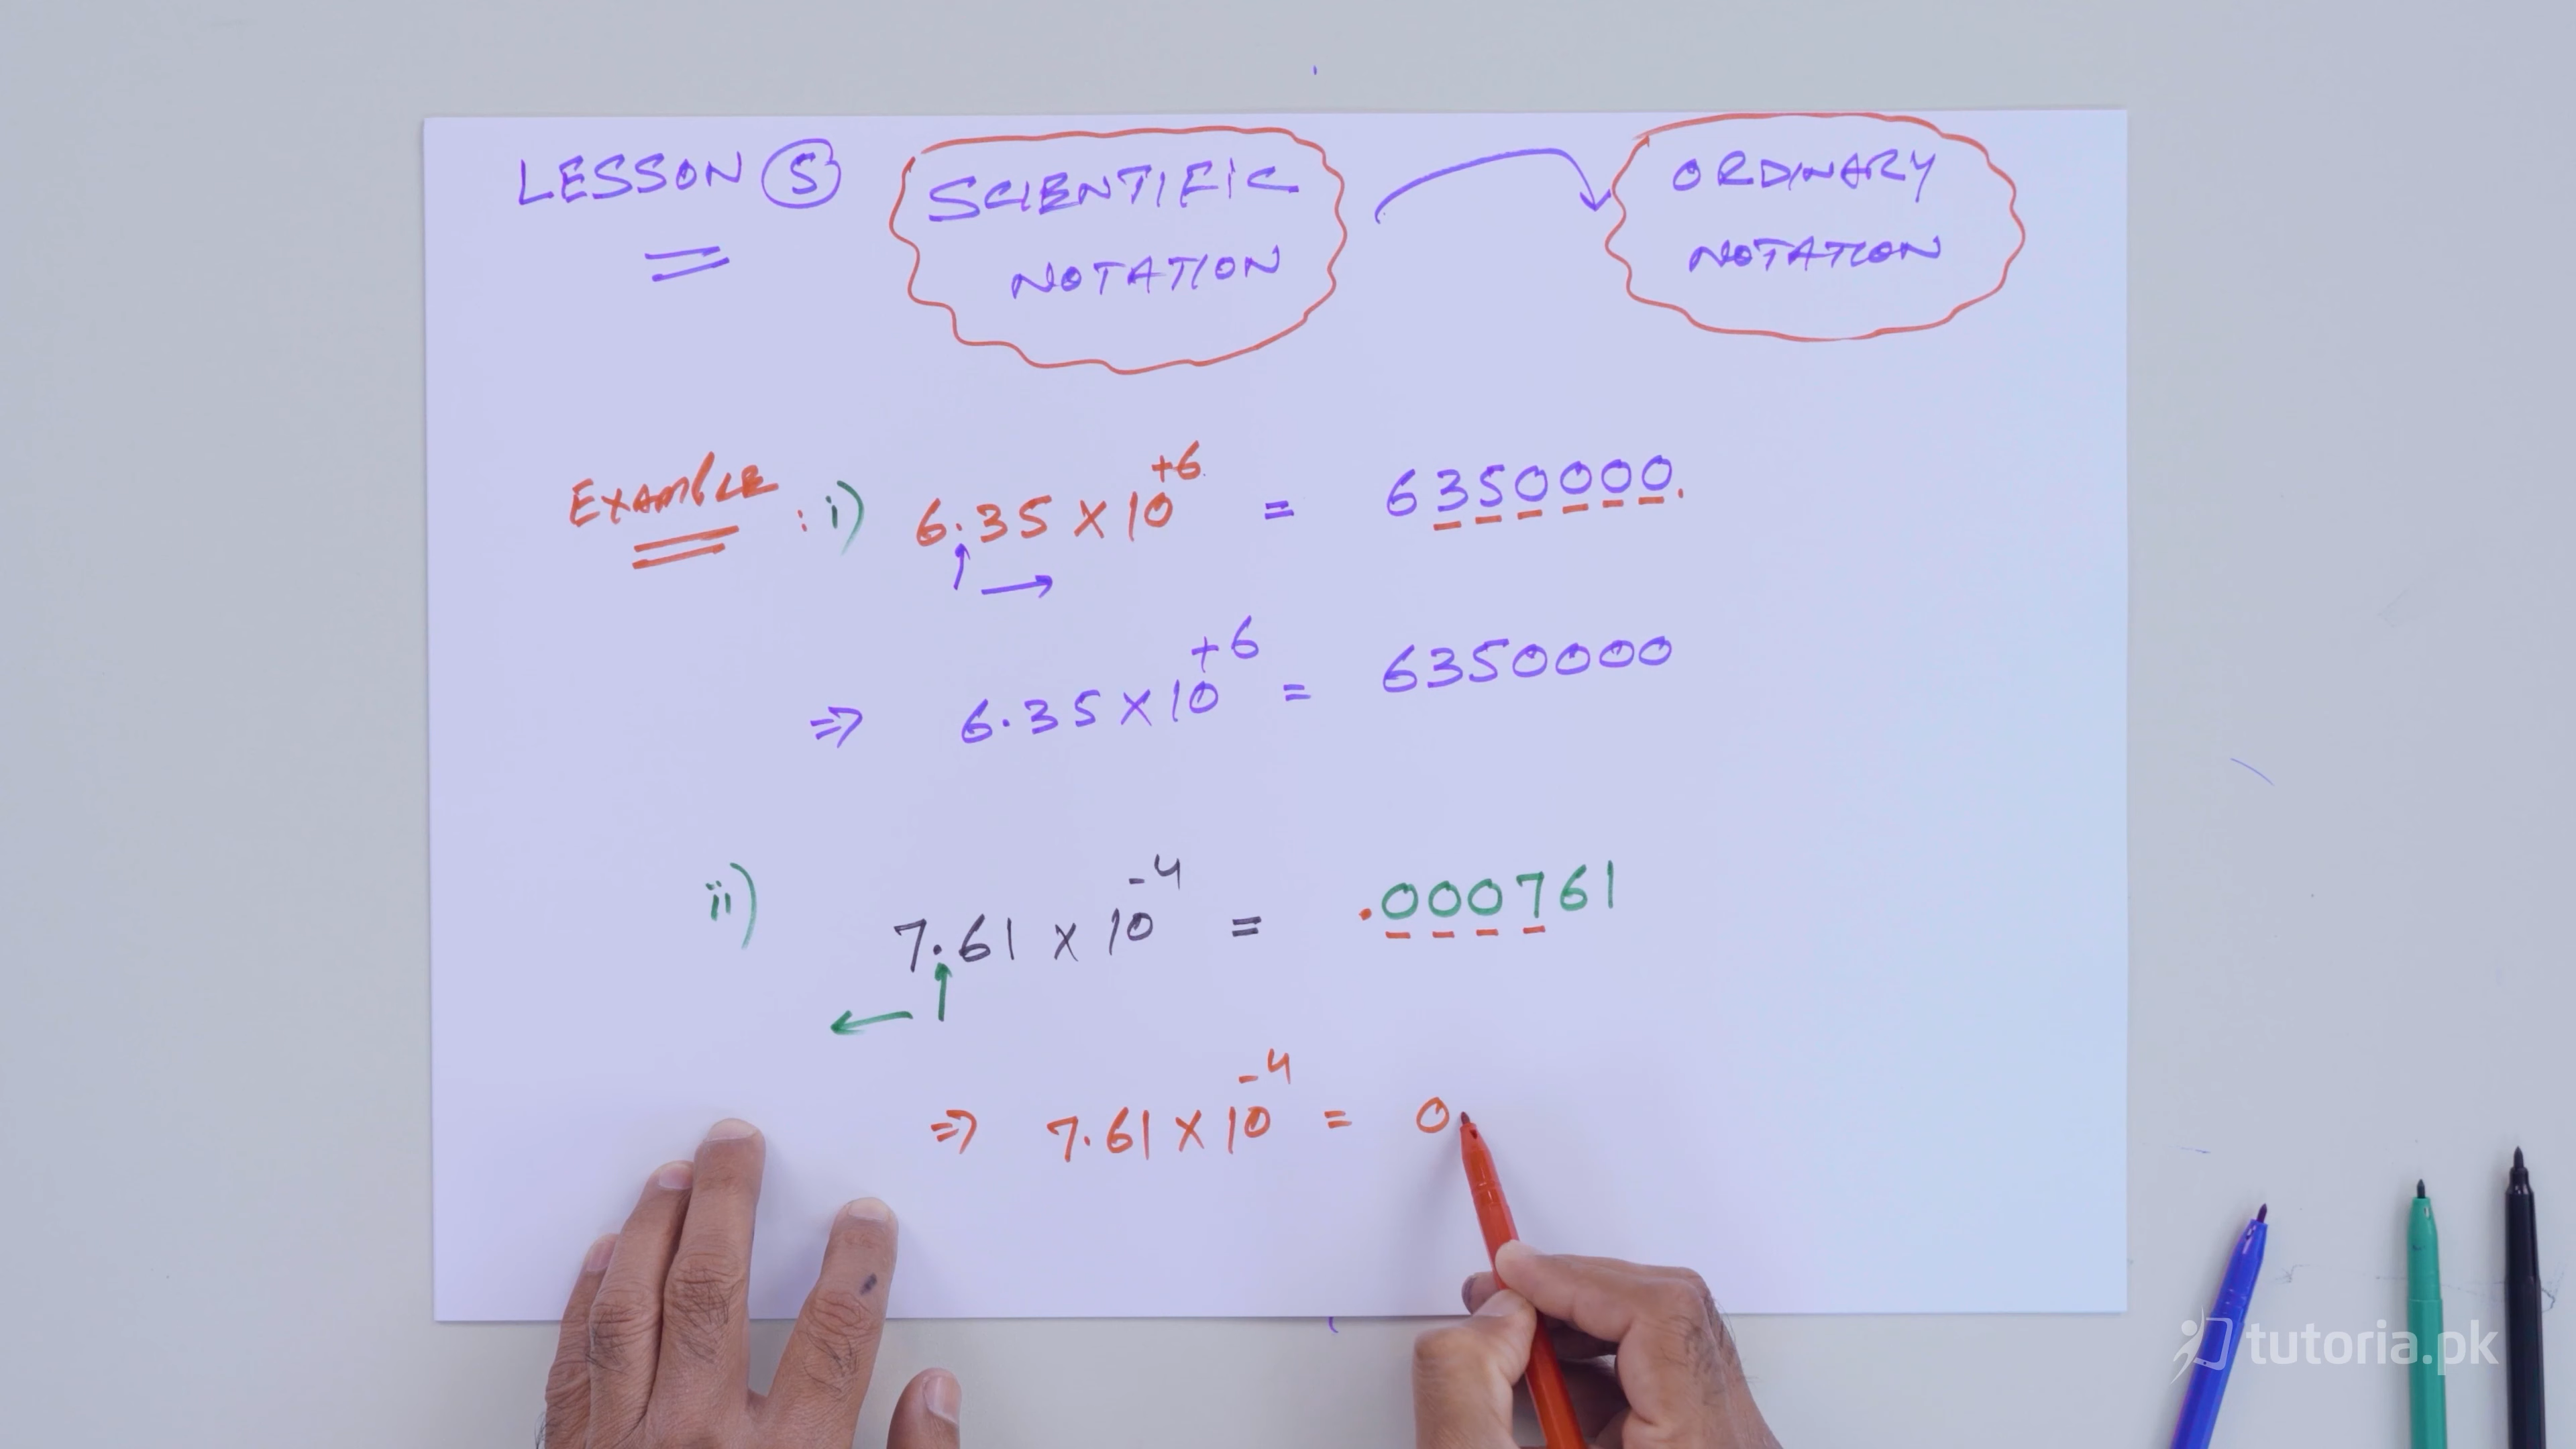 LESSON 5 SCIENTIFIC NOTATION ORDINARY NOTATION
EXAMPLE : i) 6.35 × 10⁺⁶ = 6350000.
⇒ 6.35 × 10⁺⁶ = 6350000
ii) 7.61 × 10⁻⁴ = .000761
⇒ 7.61 × 10⁻⁴ = 0
tutoria.pk